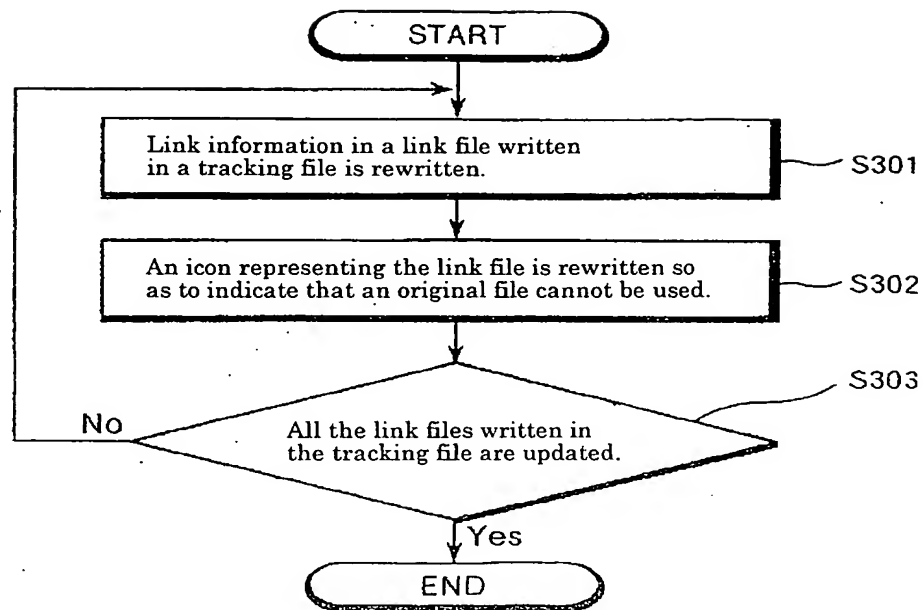 START
Link information in a link file written
in a tracking file is rewritten.
S301
An icon representing the link file is rewritten so
as to indicate that an original file cannot be used.
S302
S303
No
All the link files written in
the tracking file are updated.
Yes
END